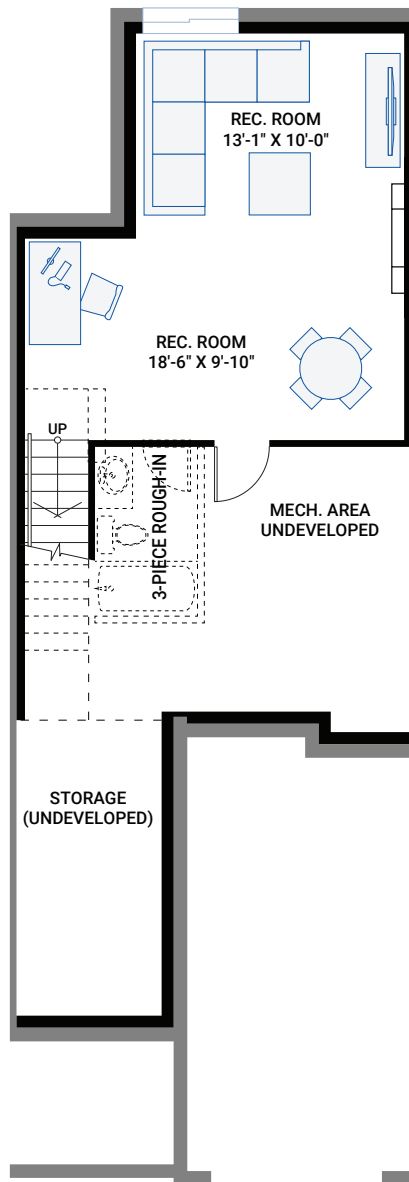 REC. ROOM
13'-1" X 10'-0"
REC. ROOM
18'-6" X 9'-10"
UP
3-PIECE ROUGH-IN
MECH. AREA
UNDEVELOPED
STORAGE
(UNDEVELOPED)